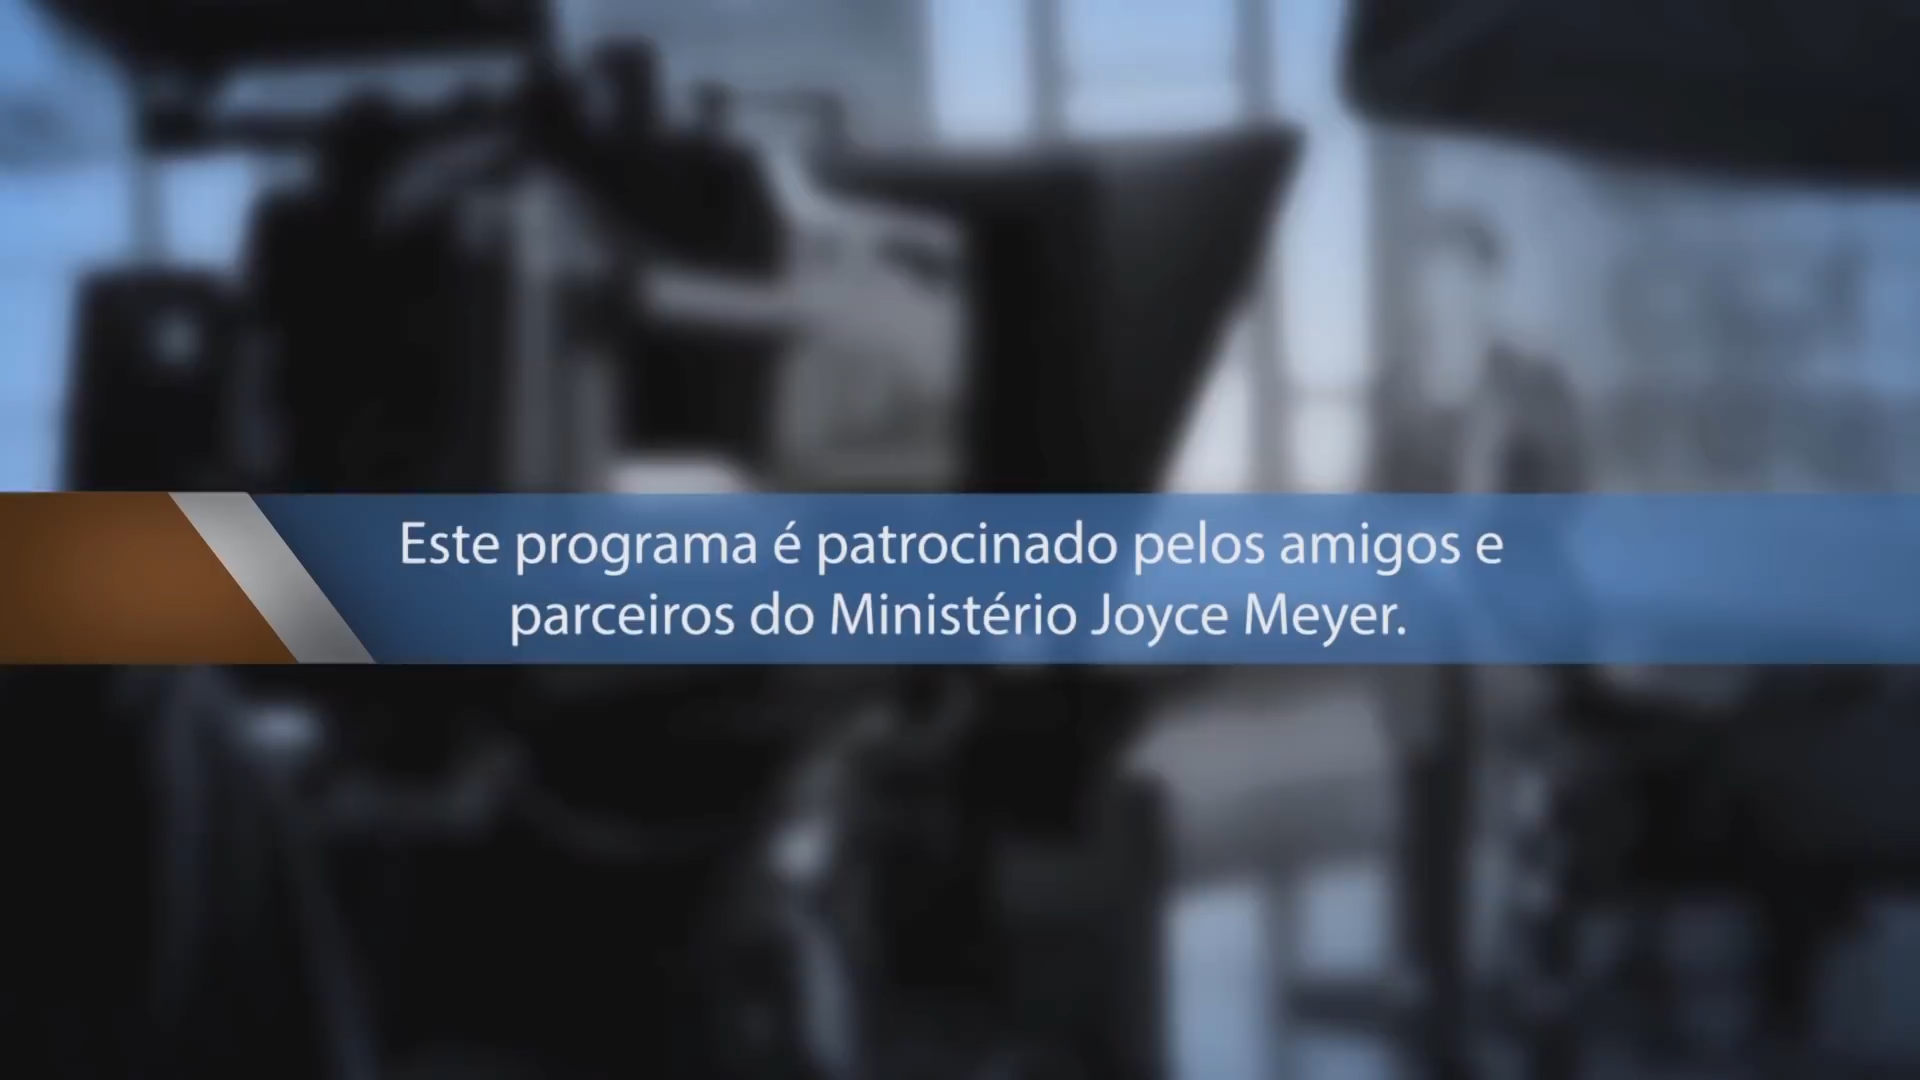 Este programa é patrocinado pelos amigos e
parceiros do Ministério Joyce Meyer.